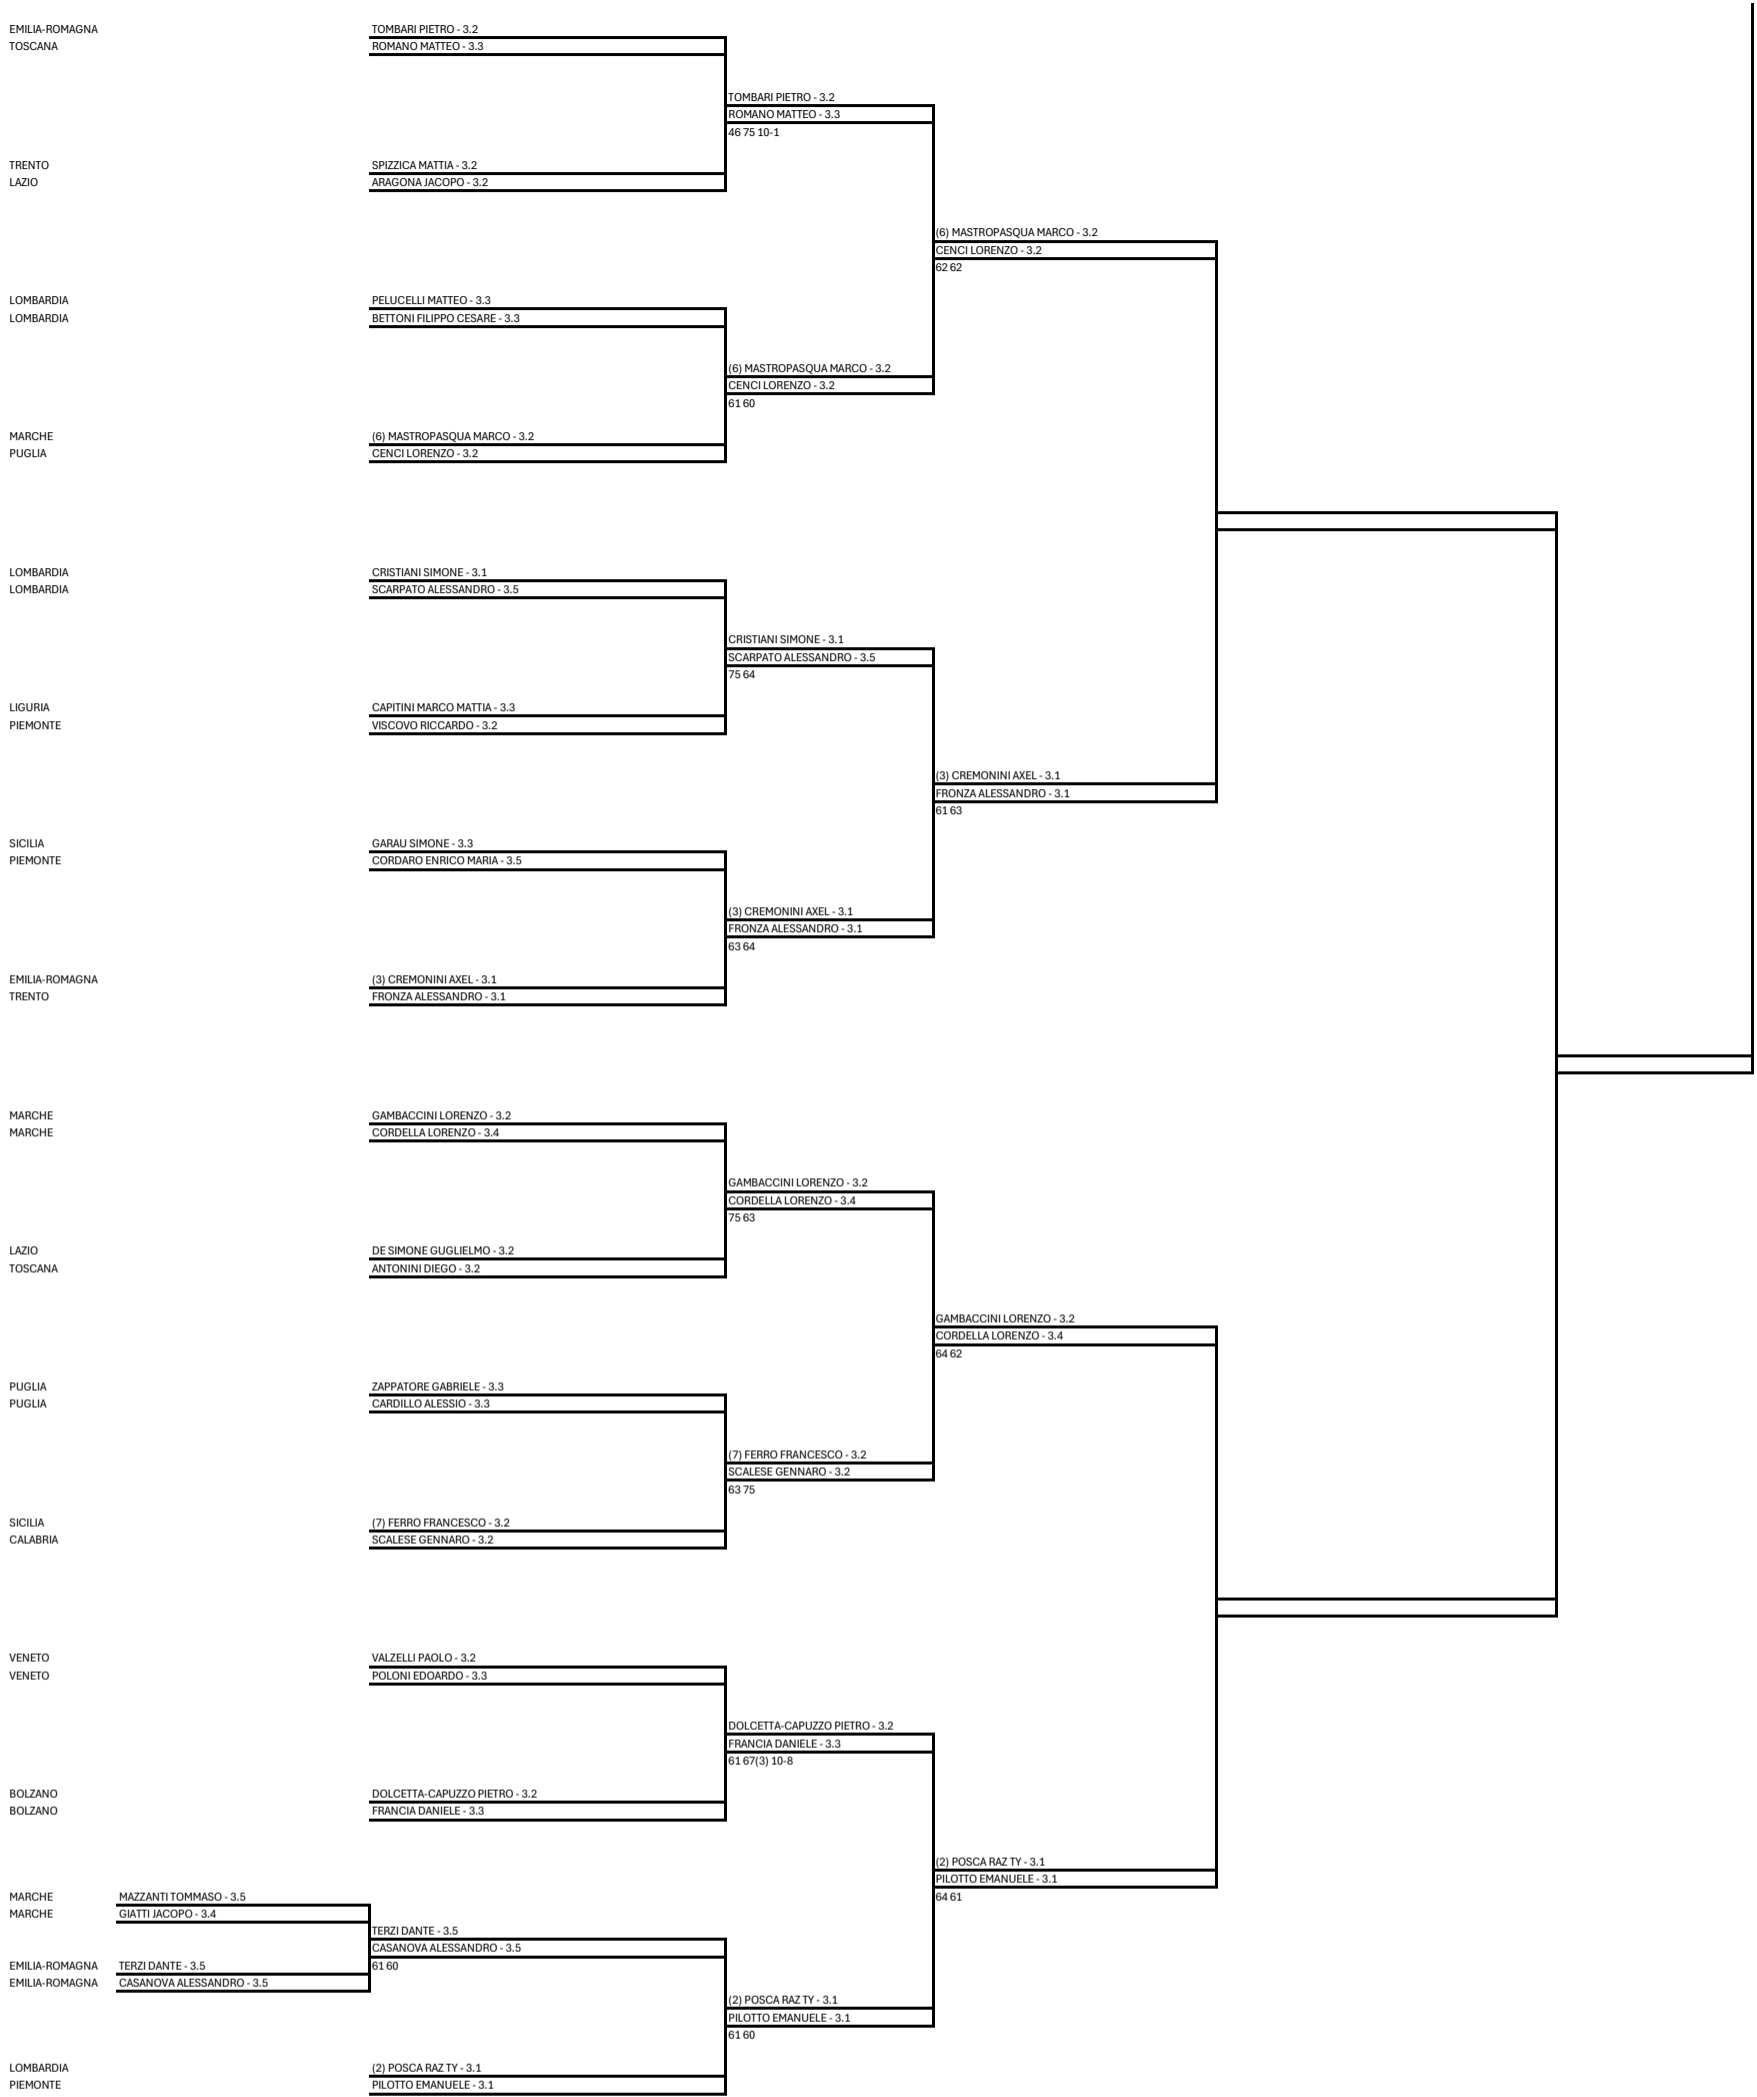 EMILIA-ROMAGNA TOMBARI PIETRO - 3.2
TOSCANA ROMANO MATTEO - 3.3
TOMBARI PIETRO - 3.2
ROMANO MATTEO - 3.3
46 75 10-1
TRENTO SPIZZICA MATTIA - 3.2
LAZIO ARAGONA JACOPO - 3.2
(6) MASTROPASQUA MARCO - 3.2
CENCI LORENZO - 3.2
62 62
LOMBARDIA PELUCELLI MATTEO - 3.3
LOMBARDIA BETTONI FILIPPO CESARE - 3.3
(6) MASTROPASQUA MARCO - 3.2
CENCI LORENZO - 3.2
61 60
MARCHE (6) MASTROPASQUA MARCO - 3.2
PUGLIA CENCI LORENZO - 3.2
LOMBARDIA CRISTIANI SIMONE - 3.1
LOMBARDIA SCARPATO ALESSANDRO - 3.5
CRISTIANI SIMONE - 3.1
SCARPATO ALESSANDRO - 3.5
75 64
LIGURIA CAPITINI MARCO MATTIA - 3.3
PIEMONTE VISCOVO RICCARDO - 3.2
(3) CREMONINI AXEL - 3.1
FRONZA ALESSANDRO - 3.1
61 63
SICILIA GARAU SIMONE - 3.3
PIEMONTE CORDARO ENRICO MARIA - 3.5
(3) CREMONINI AXEL - 3.1
FRONZA ALESSANDRO - 3.1
63 64
EMILIA-ROMAGNA (3) CREMONINI AXEL - 3.1
TRENTO FRONZA ALESSANDRO - 3.1
MARCHE GAMBACCINI LORENZO - 3.2
MARCHE CORDELLA LORENZO - 3.4
GAMBACCINI LORENZO - 3.2
CORDELLA LORENZO - 3.4
75 63
LAZIO DE SIMONE GUGLIELMO - 3.2
TOSCANA ANTONINI DIEGO - 3.2
GAMBACCINI LORENZO - 3.2
CORDELLA LORENZO - 3.4
64 62
PUGLIA ZAPPATORE GABRIELE - 3.3
PUGLIA CARDILLO ALESSIO - 3.3
(7) FERRO FRANCESCO - 3.2
SCALESE GENNARO - 3.2
63 75
SICILIA (7) FERRO FRANCESCO - 3.2
CALABRIA SCALESE GENNARO - 3.2
VENETO VALZELLI PAOLO - 3.2
VENETO POLONI EDOARDO - 3.3
DOLCETTA-CAPUZZO PIETRO - 3.2
FRANCIA DANIELE - 3.3
61 67(3) 10-8
BOLZANO DOLCETTA-CAPUZZO PIETRO - 3.2
BOLZANO FRANCIA DANIELE - 3.3
(2) POSCA RAZ TY - 3.1
PILOTTO EMANUELE - 3.1
64 61
MARCHE MAZZANTI TOMMASO - 3.5
MARCHE GIATTI JACOPO - 3.4
TERZI DANTE - 3.5
CASANOVA ALESSANDRO - 3.5
61 60
EMILIA-ROMAGNA TERZI DANTE - 3.5
EMILIA-ROMAGNA CASANOVA ALESSANDRO - 3.5
(2) POSCA RAZ TY - 3.1
PILOTTO EMANUELE - 3.1
61 60
LOMBARDIA (2) POSCA RAZ TY - 3.1
PIEMONTE PILOTTO EMANUELE - 3.1